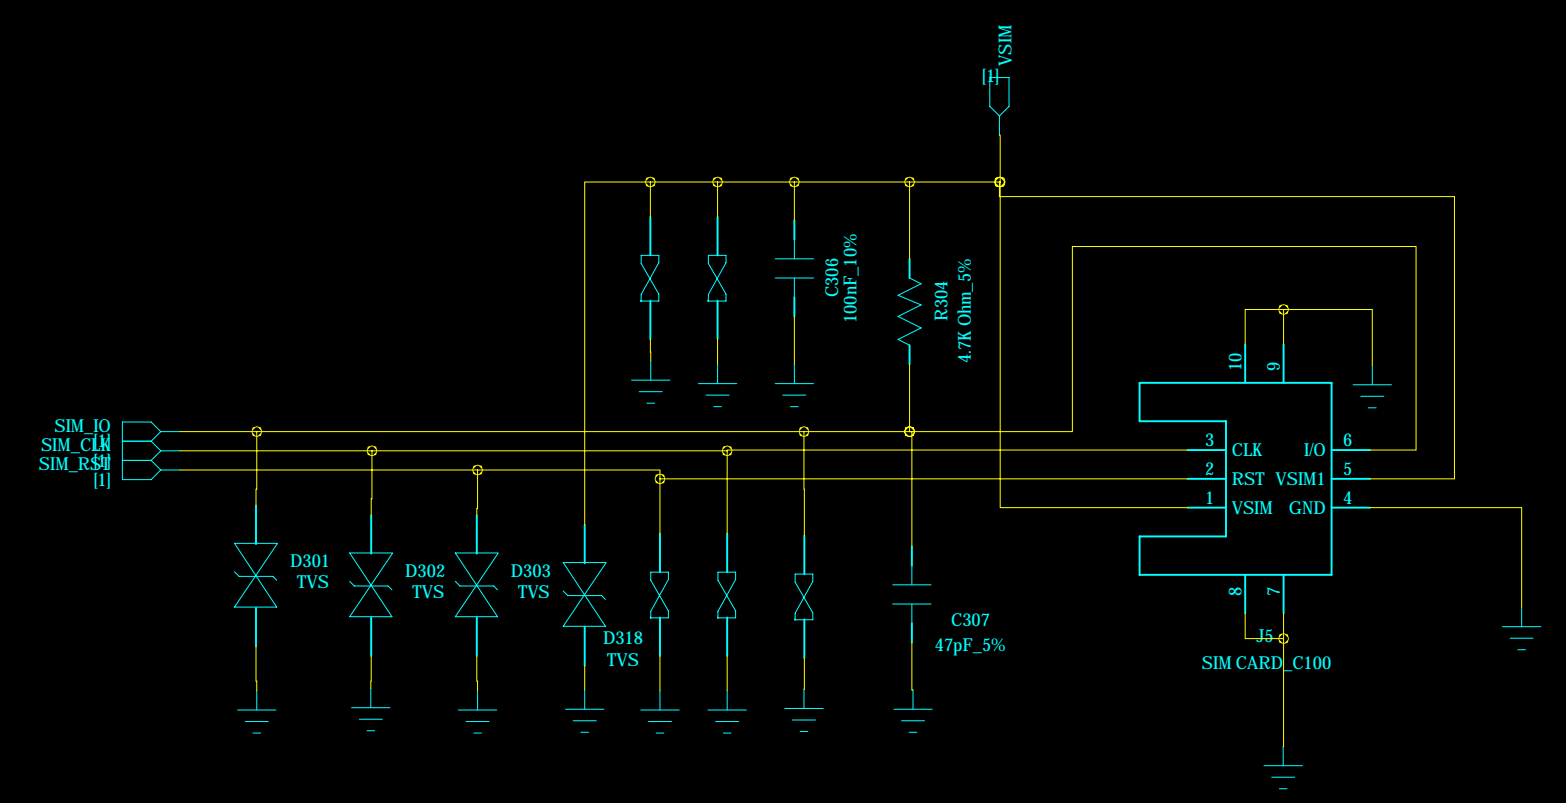 VSIM
[1]
C306
100nF_10%
R304
4.7K Ohm_5%
SIM_IO
[1]
SIM_CLK
[1]
SIM_RST
[1]
10
9
3
CLK
I/O
6
2
RST
VSIM1
5
1
VSIM
GND
4
8
7
D301
TVS
D302
TVS
D303
TVS
D318
TVS
C307
47pF_5%
J5
SIM CARD_C100